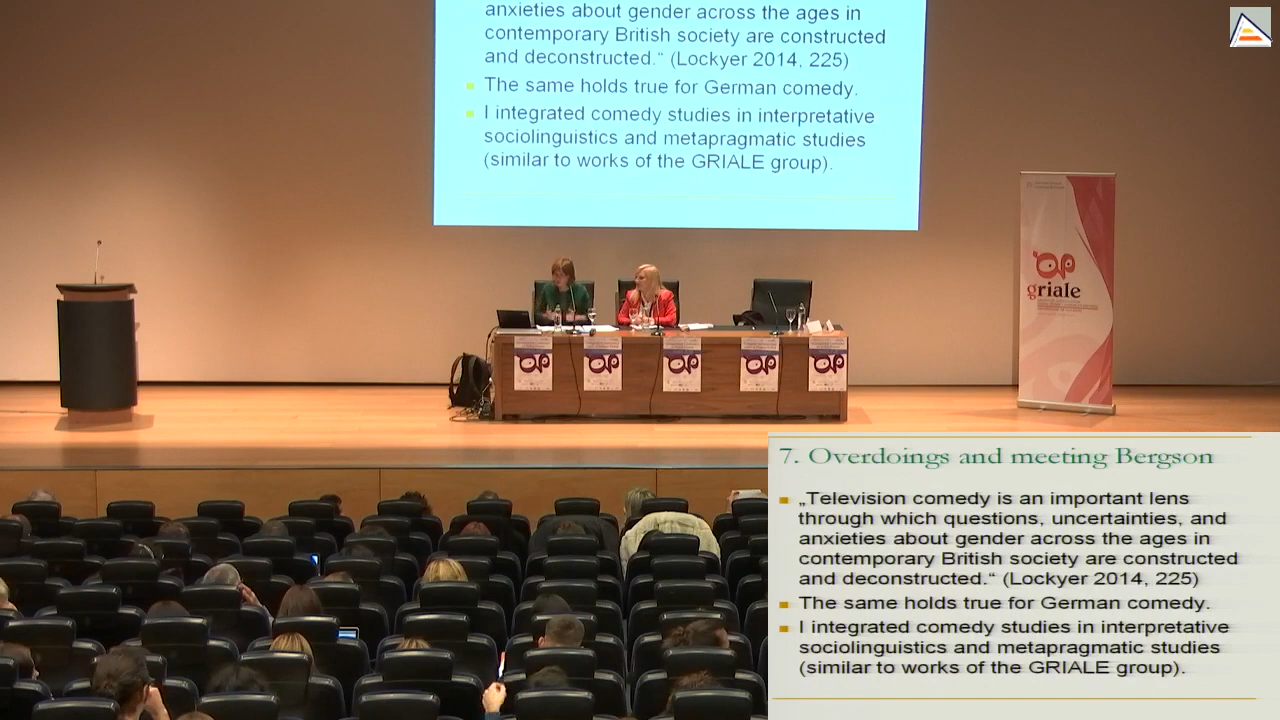 anxieties about gender across the ages in
contemporary British society are constructed
and deconstructed.“ (Lockyer 2014, 225)
The same holds true for German comedy.
I integrated comedy studies in interpretative
sociolinguistics and metapragmatic studies
(similar to works of the GRIALE group).
griale
7. Overdoings and meeting Bergson
„Television comedy is an important lens
through which questions, uncertainties, and
anxieties about gender across the ages in
contemporary British society are constructed
and deconstructed.“ (Lockyer 2014, 225)
The same holds true for German comedy.
I integrated comedy studies in interpretative
sociolinguistics and metapragmatic studies
(similar to works of the GRIALE group).